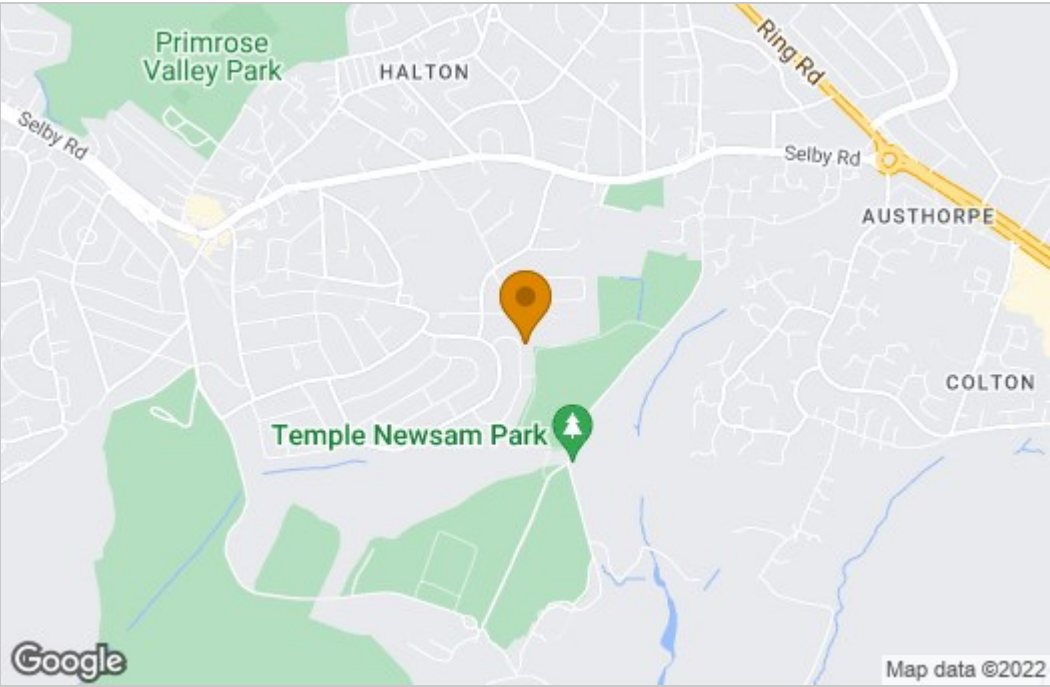 Primrose
Valley Park
HALTON
Ring Rd
Selby Rd
Selby Rd
AUSTHORPE
COLTON
Temple Newsam Park
Google
Map data ©2022